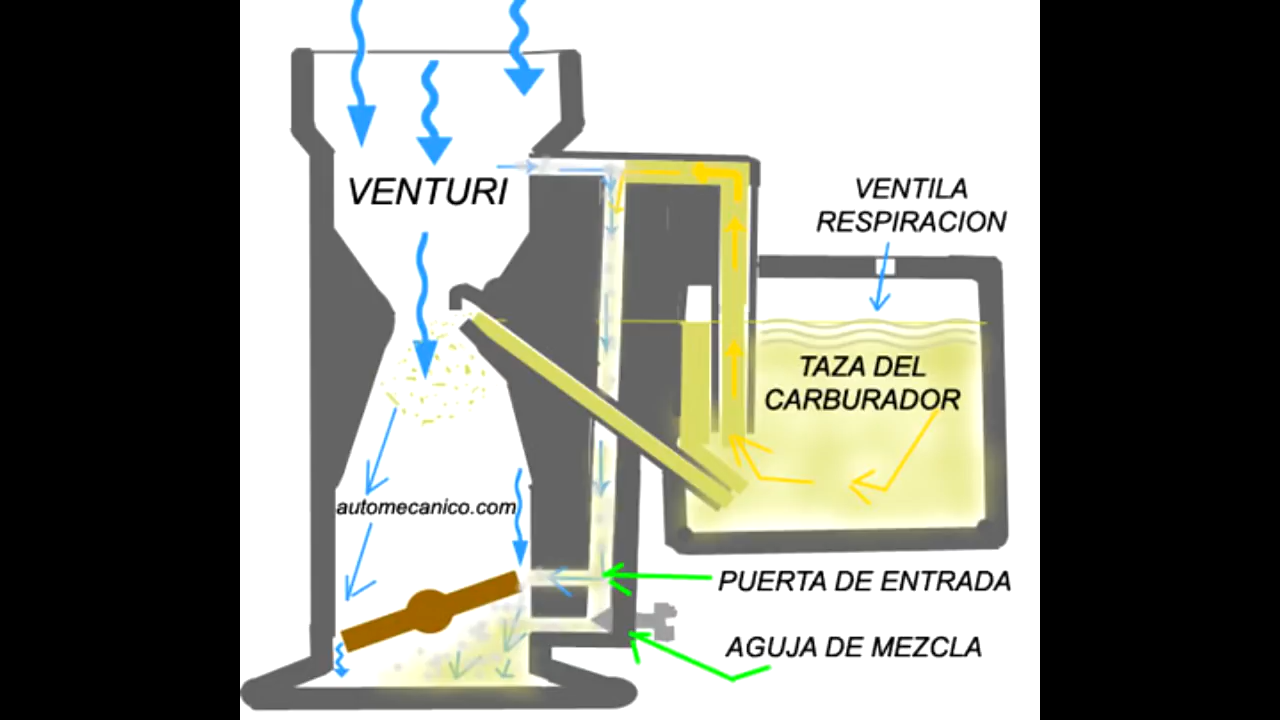 VENTURI
VENTILA
RESPIRACION
TAZA DEL
CARBURADOR
automecanico.com
PUERTA DE ENTRADA
AGUJA DE MEZCLA